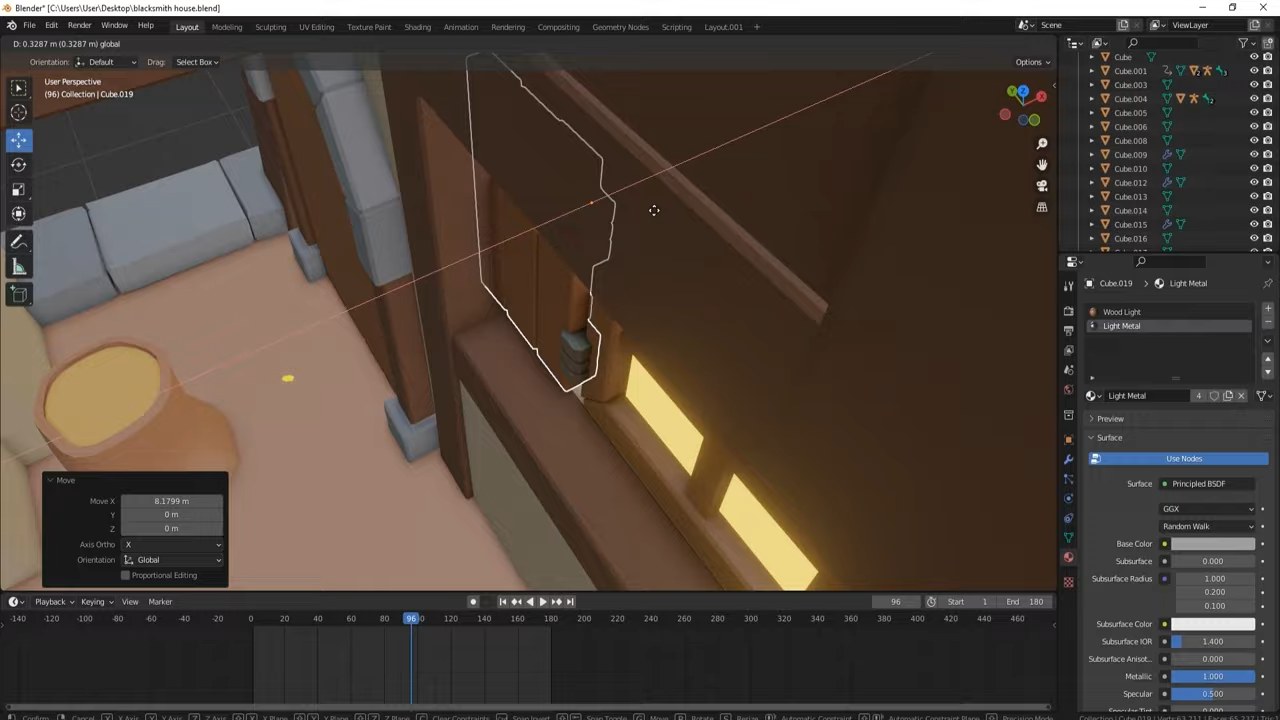 Blender* [C:\Users\User\Desktop\blacksmith house.blend]
File Edit Render Window Help Layout Modeling Sculpting UV Editing Texture Paint Shading Animation Rendering Compositing Geometry Nodes Scripting Layout.001 + Scene ViewLayer
D: 0.3287 m (0.3287 m) global
Orientation: Default Drag: Select Box Options
User Perspective
(96) Collection | Cube.019
Cube
Cube.001
Cube.003
Cube.004
Cube.005
Cube.006
Cube.008
Cube.009
Cube.010
Cube.012
Cube.013
Cube.014
Cube.015
Cube.016
Cube.019 > Light Metal
Wood Light
Light Metal
Light Metal 4
Preview
Surface
Use Nodes
Surface Principled BSDF
GGX
Random Walk
Base Color
Subsurface 0.000
Subsurface Radius 1.000
0.200
0.100
Subsurface Color
Subsurface IOR 1.400
Subsurface Anisot.. 0.000
Metallic 1.000
Specular 0.500
Move
Move X 8.1799 m
Y 0 m
Z 0 m
Axis Ortho X
Orientation Global
Proportional Editing
Playback Keying View Marker 96 Start 1 End 180
-140 -120 -100 -80 -60 -40 -20 0 20 40 60 80 96 120 140 160 180 200 220 240 260 280 300 320 340 360 380 400 420 440 460